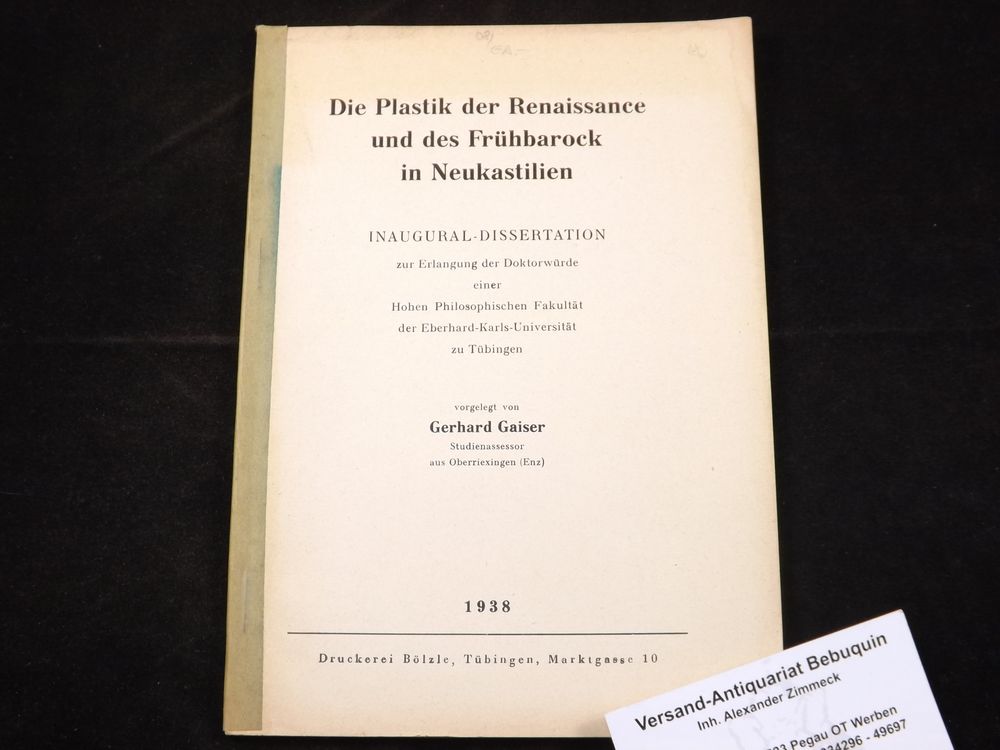 Die Plastik der Renaissance
und des Frühbarock
in Neukastilien
INAUGURAL-DISSERTATION
zur Erlangung der Doktorwürde
einer
Hohen Philosophischen Fakultät
der Eberhard-Karls-Universität
zu Tübingen
vorgelegt von
Gerhard Gaiser
Studienassessor
aus Oberriexingen (Enz)
1938
Druckerei Bölzle, Tübingen, Marktgasse 10
Versand-Antiquariat Bebuquin
Inh. Alexander Zimmeck
Pegau OT Werben
34296 - 49697